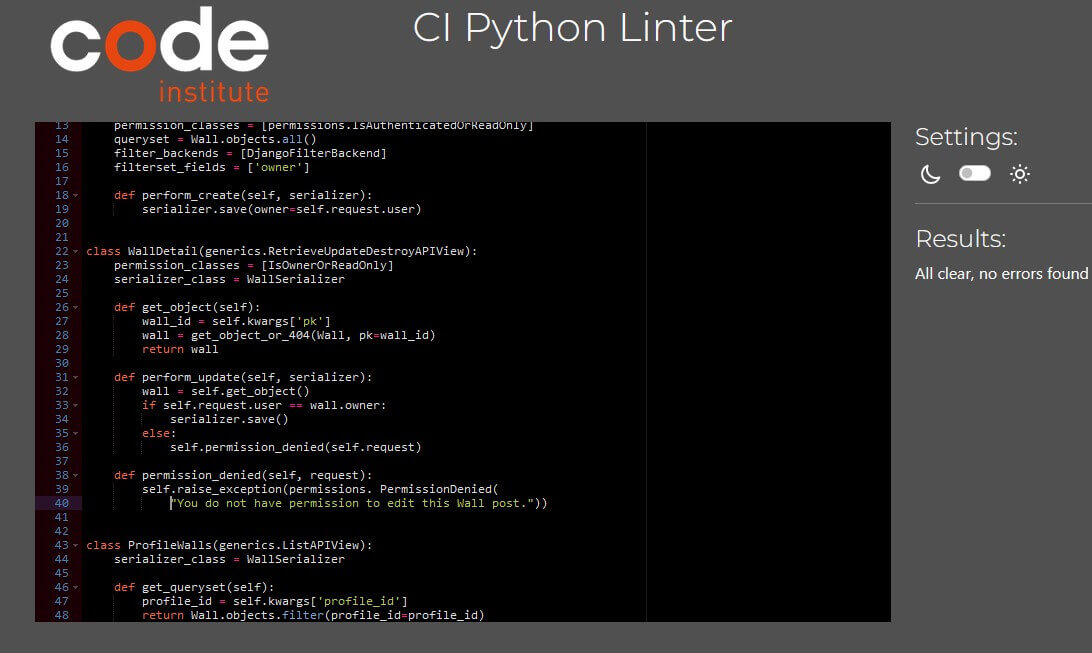 code
institute
CI Python Linter
13 permission_classes = [permissions.IsAuthenticatedOrReadOnly]
14 queryset = Wall.objects.all()
15 filter_backends = [DjangoFilterBackend]
16 filterset_fields = ['owner']
17
18 def perform_create(self, serializer):
19 serializer.save(owner=self.request.user)
20
21
22 class WallDetail(generics.RetrieveUpdateDestroyAPIView):
23 permission_classes = [IsOwnerOrReadOnly]
24 serializer_class = WallSerializer
25
26 def get_object(self):
27 wall_id = self.kwargs['pk']
28 wall = get_object_or_404(Wall, pk=wall_id)
29 return wall
30
31 def perform_update(self, serializer):
32 wall = self.get_object()
33 if self.request.user == wall.owner:
34 serializer.save()
35 else:
36 self.permission_denied(self.request)
37
38 def permission_denied(self, request):
39 self.raise_exception(permissions. PermissionDenied(
40 "You do not have permission to edit this Wall post."))
41
42
43 class ProfileWalls(generics.ListAPIView):
44 serializer_class = WallSerializer
45
46 def get_queryset(self):
47 profile_id = self.kwargs['profile_id']
48 return Wall.objects.filter(profile_id=profile_id)
Settings:
Results:
All clear, no errors found